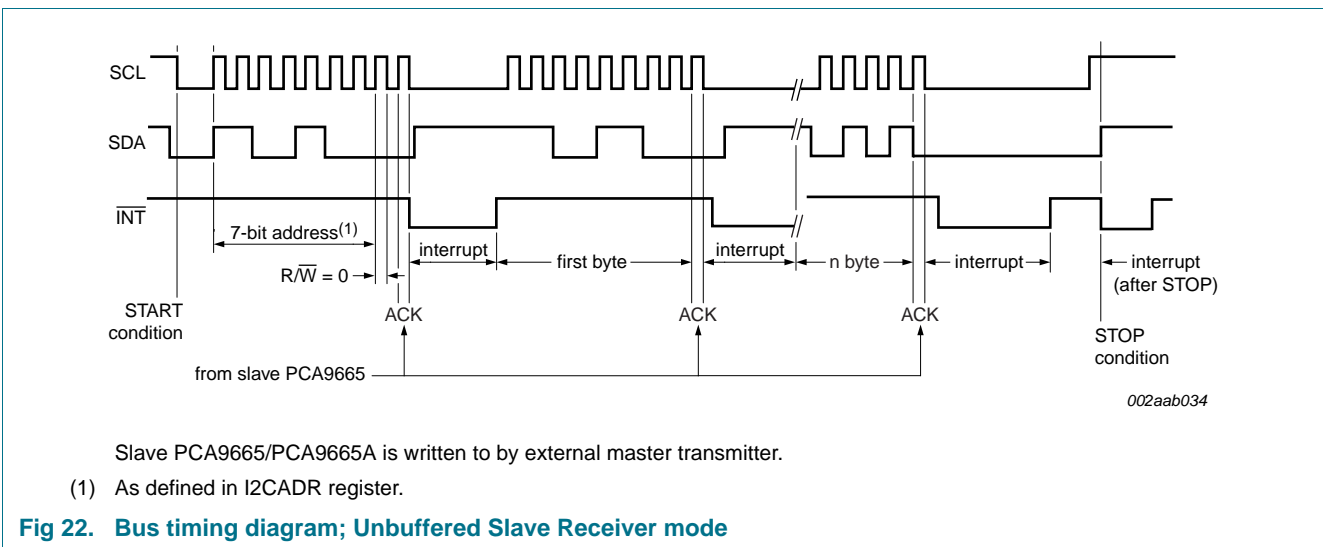 SCL
SDA
INT
7-bit address(1)
R/W = 0
interrupt
first byte
interrupt
n byte
interrupt
interrupt
(after STOP)
START
condition
ACK
ACK
ACK
STOP
condition
from slave PCA9665
002aab034
Slave PCA9665/PCA9665A is written to by external master transmitter.
(1) As defined in I2CADR register.
Fig 22. Bus timing diagram; Unbuffered Slave Receiver mode